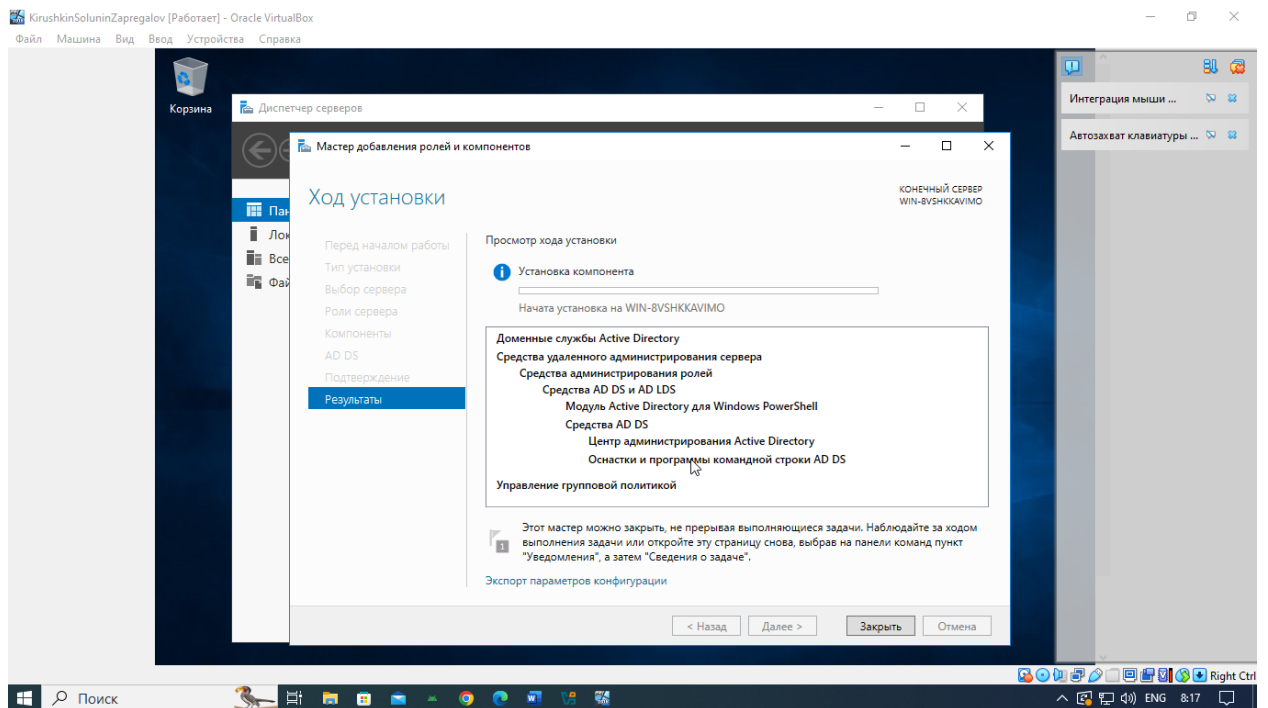 KirushkinSoluninZapregalov [Работает] - Oracle VirtualBox
Файл Машина Вид Ввод Устройства Справка
Корзина
Диспетчер серверов
Интеграция мыши ...
Автозахват клавиатуры ...
Мастер добавления ролей и компонентов
Ход установки
КОНЕЧНЫЙ СЕРВЕР
WIN-8VSHKKAVIMO
Пан
Лок
Все
Фай
Перед началом работы
Тип установки
Выбор сервера
Роли сервера
Компоненты
AD DS
Подтверждение
Результаты
Просмотр хода установки
Установка компонента
Начата установка на WIN-8VSHKKAVIMO
Доменные службы Active Directory
Средства удаленного администрирования сервера
Средства администрирования ролей
Средства AD DS и AD LDS
Модуль Active Directory для Windows PowerShell
Средства AD DS
Центр администрирования Active Directory
Оснастки и программы командной строки AD DS
Управление групповой политикой
1
Этот мастер можно закрыть, не прерывая выполняющиеся задачи. Наблюдайте за ходом
выполнения задачи или откройте эту страницу снова, выбрав на панели команд пункт
"Уведомления", а затем "Сведения о задаче".
Экспорт параметров конфигурации
< Назад Далее > Закрыть Отмена
Right Ctrl
Поиск
ENG 8:17